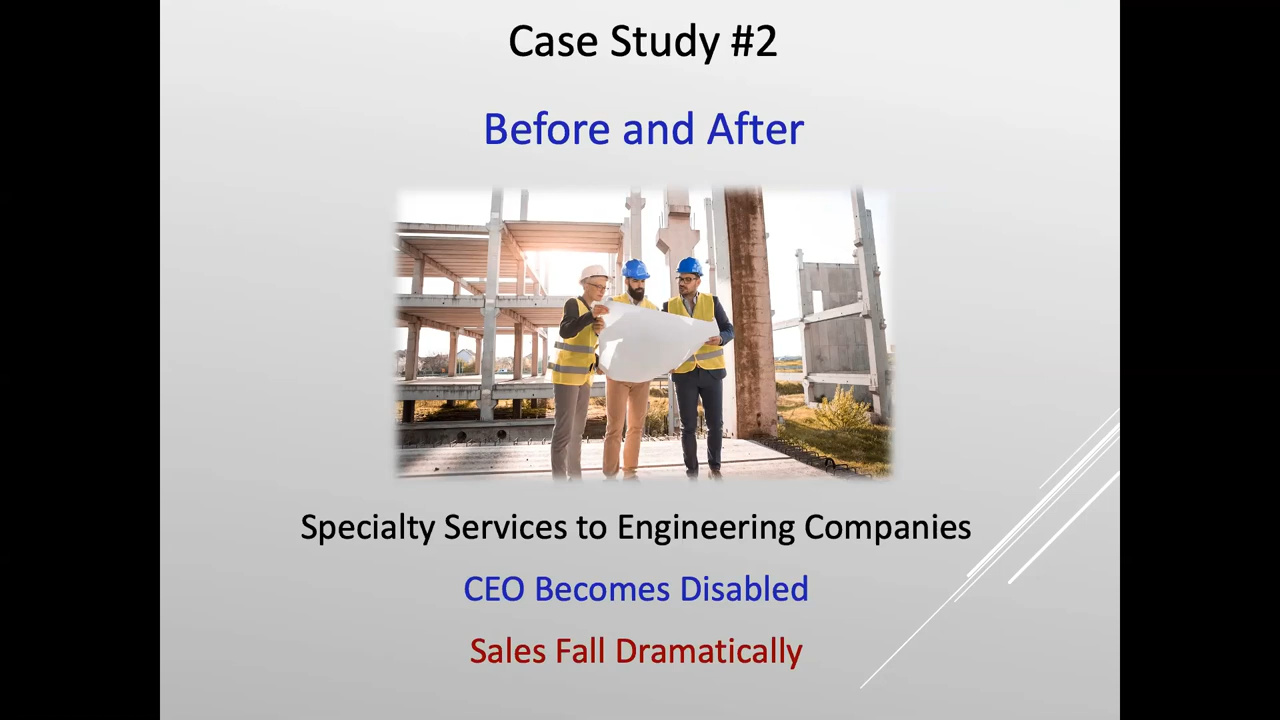 Case Study #2
Before and After
Specialty Services to Engineering Companies
CEO Becomes Disabled
Sales Fall Dramatically